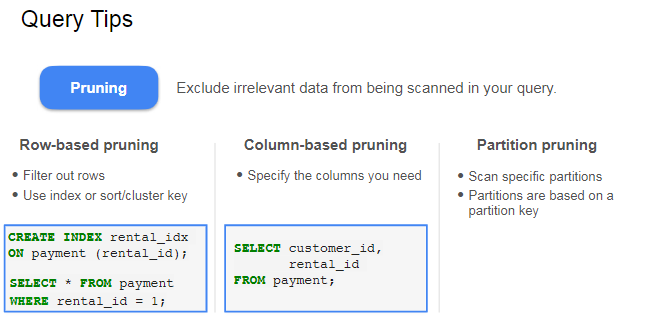 Query Tips
Pruning
Exclude irrelevant data from being scanned in your query.
Row-based pruning
• Filter out rows
• Use index or sort/cluster key
CREATE INDEX rental_idx
ON payment (rental_id);
SELECT * FROM payment
WHERE rental_id = 1;
Column-based pruning
• Specify the columns you need
SELECT customer_id,
rental_id
FROM payment;
Partition pruning
• Scan specific partitions
• Partitions are based on a
partition key